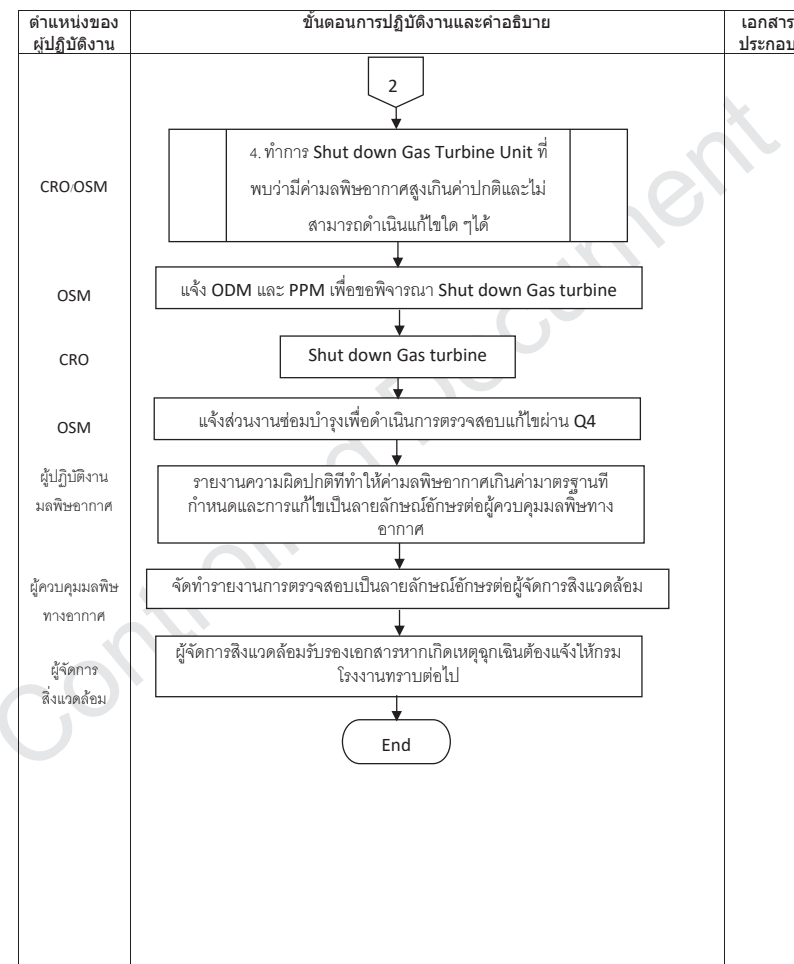 ตำแหน่งของ
ผู้ปฏิบัติงาน
ขั้นตอนการปฏิบัติงานและคำอธิบาย
เอกสาร
ประกอบ
2
CRO/OSM
4. ทำการ Shut down Gas Turbine Unit ที่
พบว่ามีค่ามลพิษอากาศสูงเกินค่าปกติและไม่
สามารถดำเนินแก้ไขใด ๆได้
OSM
แจ้ง ODM และ PPM เพื่อขอพิจารณา Shut down Gas turbine
CRO
Shut down Gas turbine
OSM
แจ้งส่วนงานซ่อมบำรุงเพื่อดำเนินการตรวจสอบแก้ไขผ่าน Q4
ผู้ปฏิบัติงาน
มลพิษอากาศ
รายงานความผิดปกติที่ทำให้ค่ามลพิษอากาศเกินค่ามาตรฐานที่
กำหนดและการแก้ไขเป็นลายลักษณ์อักษรต่อผู้ควบคุมมลพิษทาง
อากาศ
ผู้ควบคุมมลพิษ
ทางอากาศ
จัดทำรายงานการตรวจสอบเป็นลายลักษณ์อักษรต่อผู้จัดการสิ่งแวดล้อม
ผู้จัดการ
สิ่งแวดล้อม
ผู้จัดการสิ่งแวดล้อมรับรองเอกสารหากเกิดเหตุฉุกเฉินต้องแจ้งให้กรม
โรงงานทราบต่อไป
End